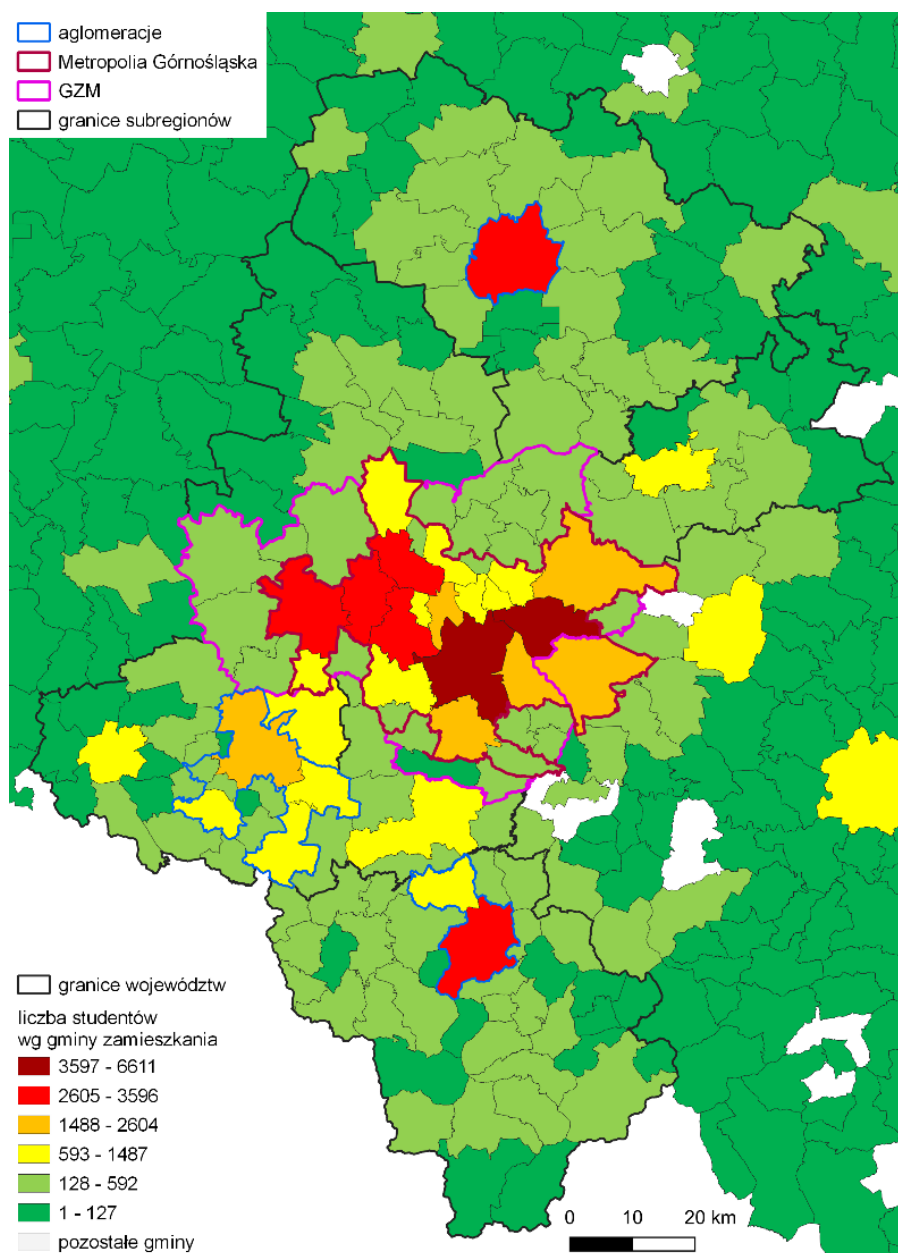 aglomeracje
Metropolia Górnośląska
GZM
granice subregionów
granice województw
liczba studentów
wg gminy zamieszkania
3597 - 6611
2605 - 3596
1488 - 2604
593 - 1487
128 - 592
1 - 127
pozostałe gminy
0 10 20 km